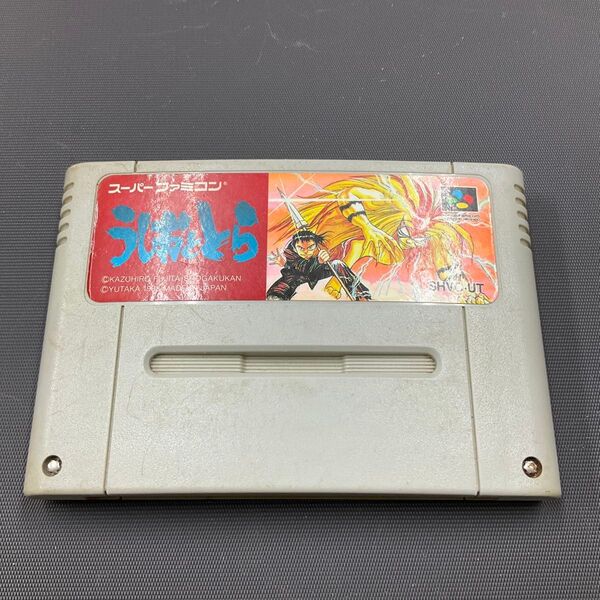 スーパーファミコン®
うしおととら
©KAZUHIRO FUJITA/SHOGAKUKAN
©YUTAKA MADE IN JAPAN
SHVC-UT